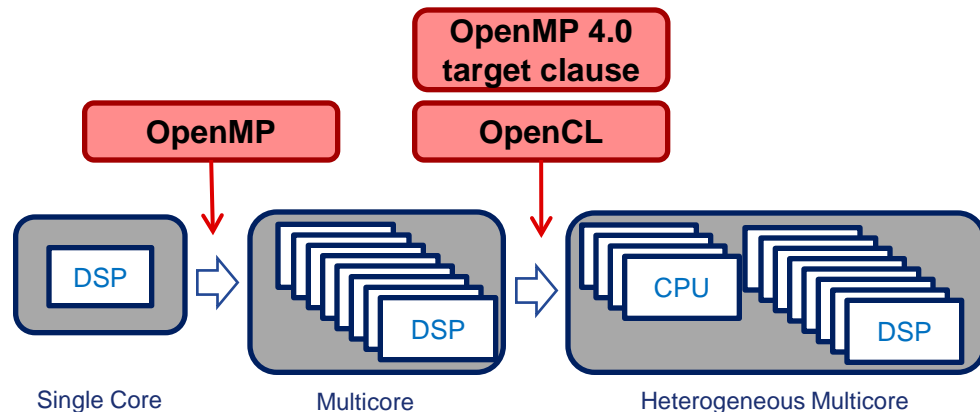 OpenMP 4.0
target clause
OpenMP
OpenCL
DSP
DSP
CPU
DSP
Single Core
Multicore
Heterogeneous Multicore